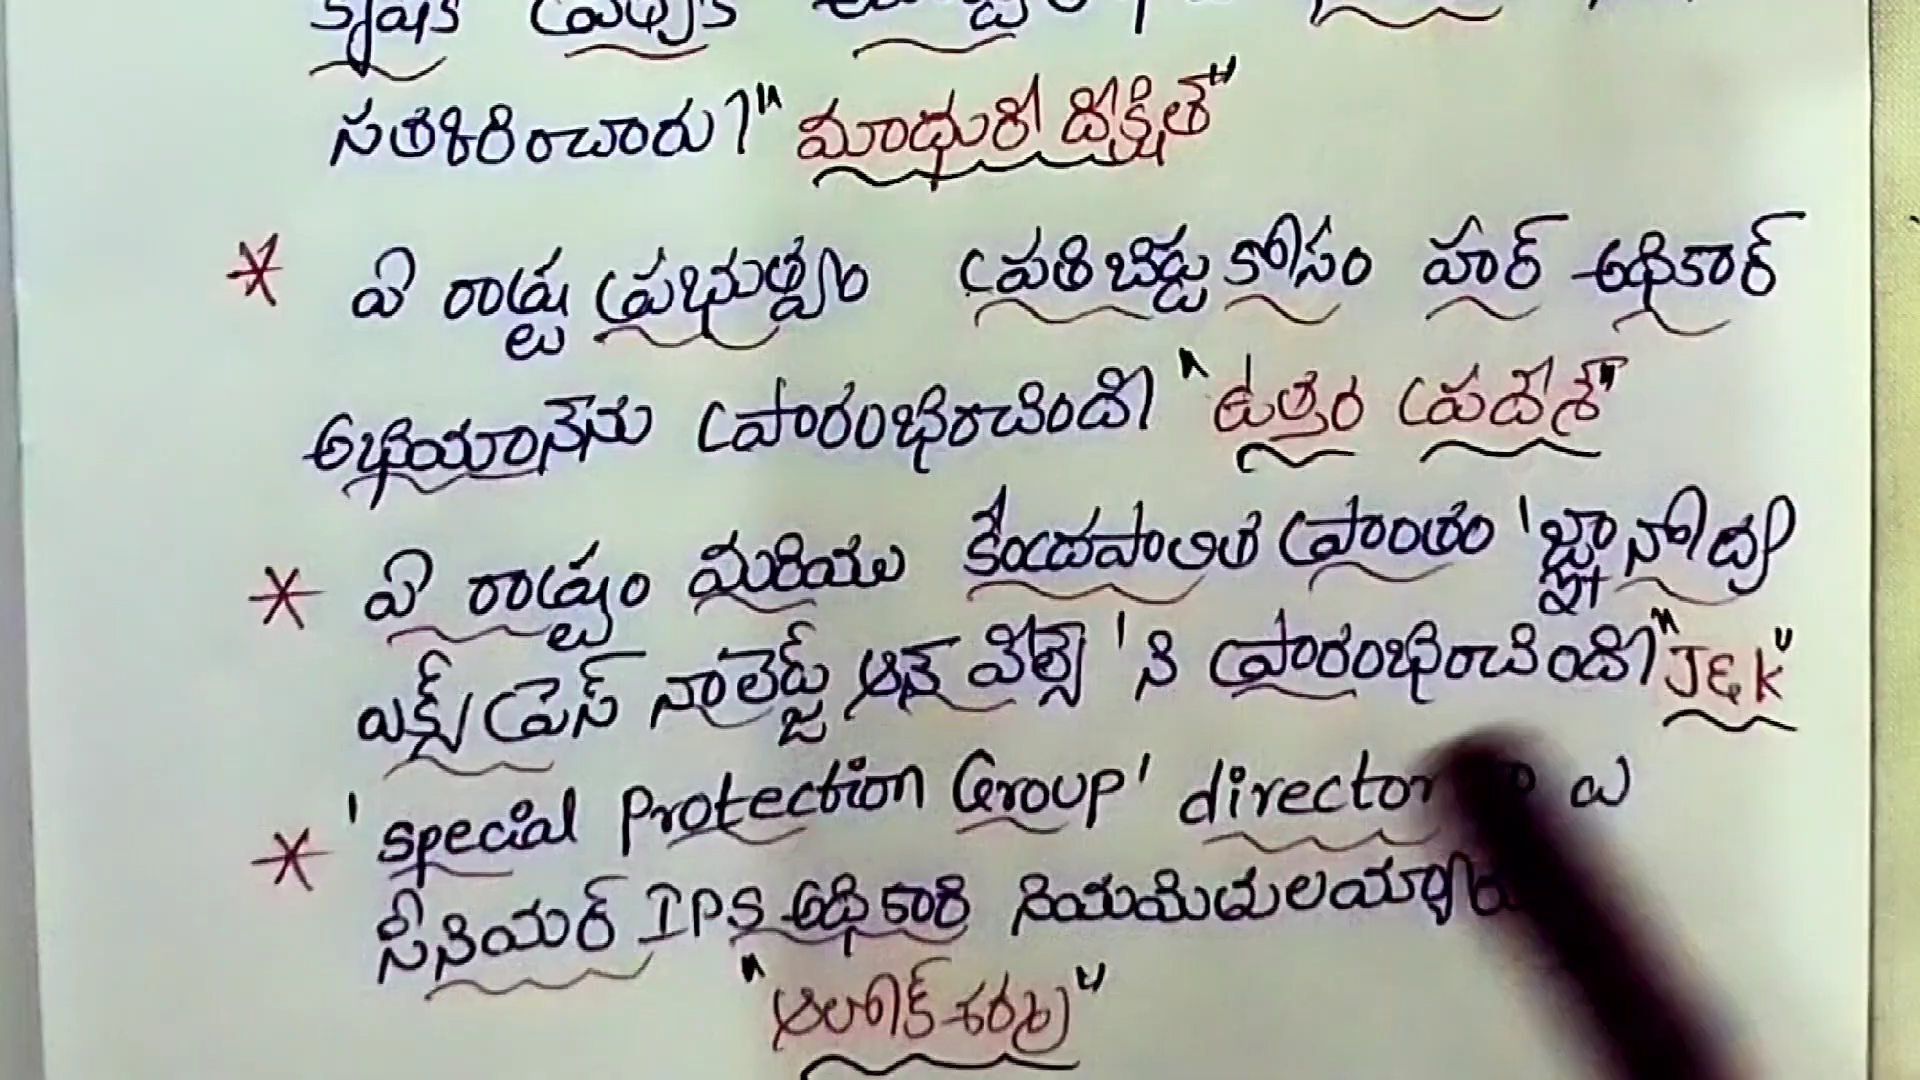 సత్కరించారు? "మాధురీ దీక్షిత్"
* ఏ రాష్ట్ర ప్రభుత్వం ప్రతిబిడ్డ కోసం హర్ అధికార్
అభియాన్‌ను ప్రారంభించింది? "ఉత్తర ప్రదేశ్"
* ఏ రాష్ట్రం మరియు కేంద్రపాలిత ప్రాంతం 'జ్ఞానోదయ
ఎక్స్ ప్రెస్ నాలెడ్జ్ ఆన్ వీల్స్' ని ప్రారంభించింది? "J&K"
* 'special Protection Group' director
సీనియర్ IPS అధికారి నియమితులయ్యారు
"ఆలోక్ శర్మ"